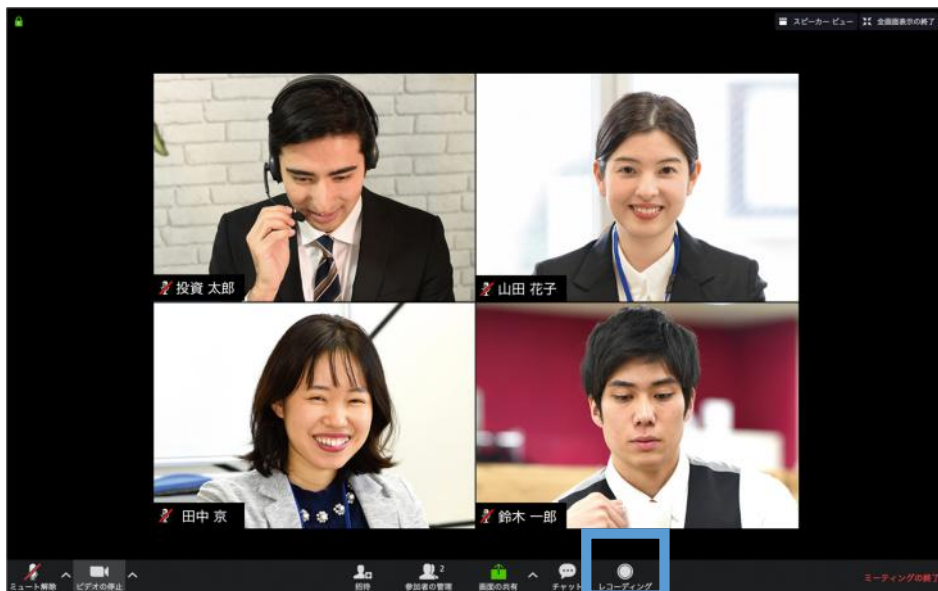 スピーカー ビュー
全画面表示の終了
投資 太郎
山田 花子
田中 京
鈴木 一郎
ミュート解除
ビデオの停止
招待
2
参加者の管理
画面の共有
チャット
レコーディング
ミーティングの終了